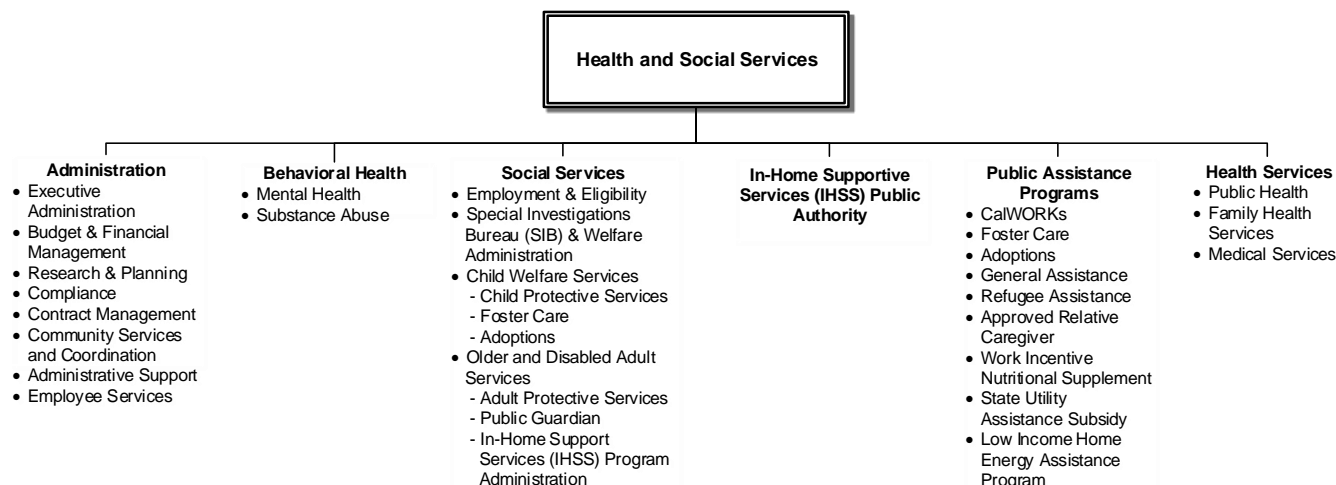 Health and Social Services
Administration
• Executive
Administration
• Budget & Financial
Management
• Research & Planning
• Compliance
• Contract Management
• Community Services
and Coordination
• Administrative Support
• Employee Services
Behavioral Health
• Mental Health
• Substance Abuse
Social Services
• Employment & Eligibility
• Special Investigations
Bureau (SIB) & Welfare
Administration
• Child Welfare Services
- Child Protective Services
- Foster Care
- Adoptions
• Older and Disabled Adult
Services
- Adult Protective Services
- Public Guardian
- In-Home Support
Services (IHSS) Program
Administration
In-Home Supportive
Services (IHSS) Public
Authority
Public Assistance
Programs
• CalWORKs
• Foster Care
• Adoptions
• General Assistance
• Refugee Assistance
• Approved Relative
Caregiver
• Work Incentive
Nutritional Supplement
• State Utility
Assistance Subsidy
• Low Income Home
Energy Assistance
Program
Health Services
• Public Health
• Family Health
Services
• Medical Services